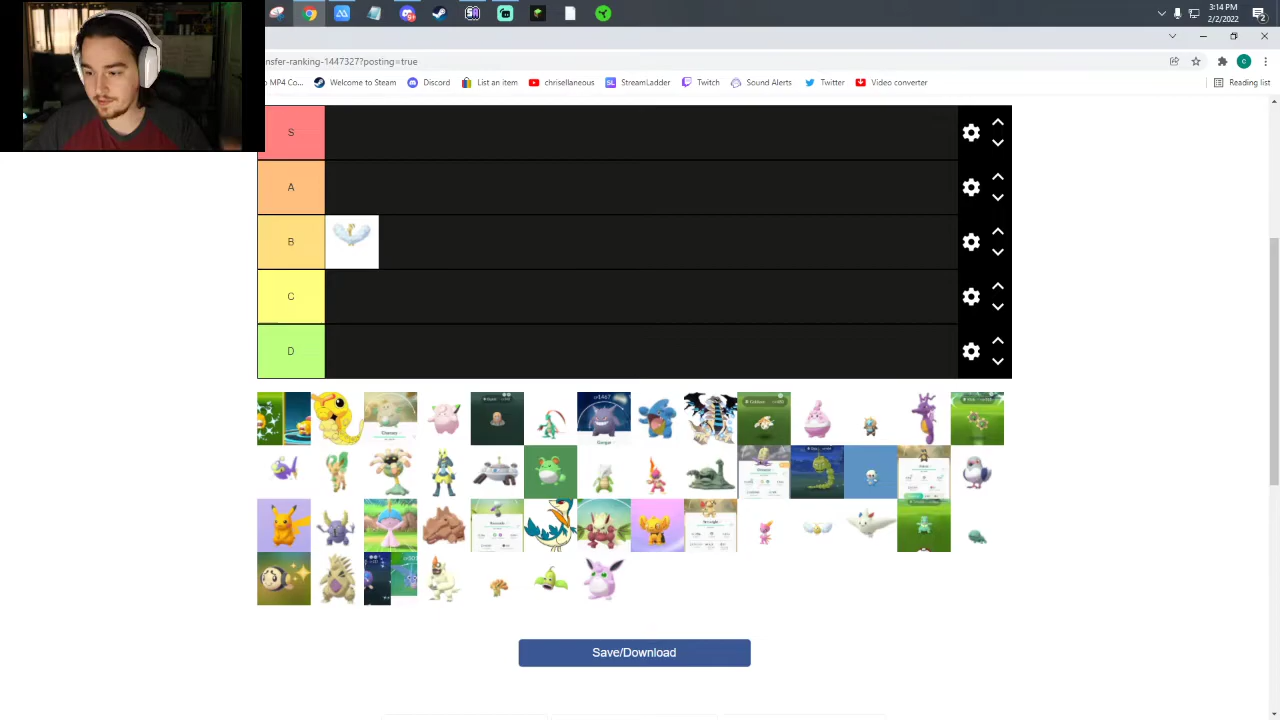 3:14 PM
2/2/2022
nsfer-ranking-1447327?posting=true
o MP4 Co... Welcome to Steam Discord List an item chrisellaneous StreamLadder Twitch Sound Alerts Twitter Video converter Reading list
S
A
B
C
D
Save/Download